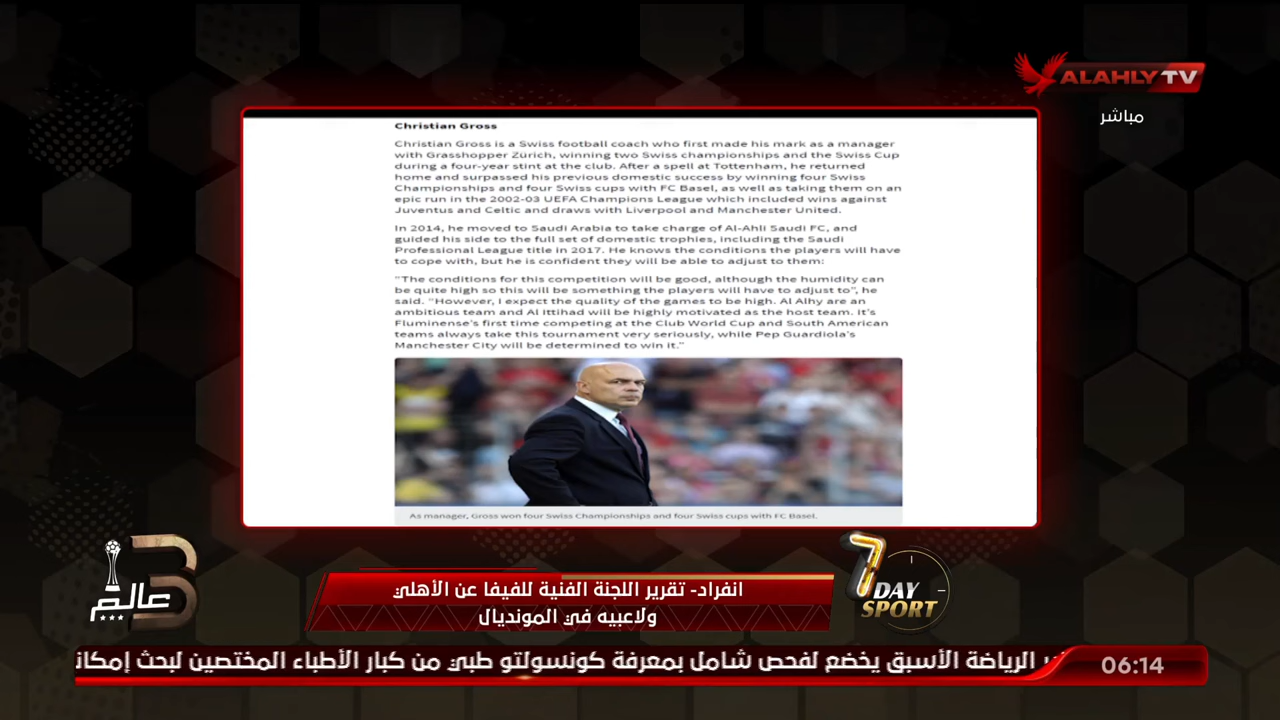 ALAHLY TV
مباشر
Christian Gross
Christian Gross is a Swiss football coach who first made his mark as a manager
with Grasshopper Zürich, winning two Swiss championships and the Swiss Cup
during a four-year stint at the club. After a spell at Tottenham, he returned
home and surpassed his previous domestic success by winning four Swiss
Championships and four Swiss cups with FC Basel, as well as taking them on an
epic run in the 2002-03 UEFA Champions League which included wins against
Juventus and Celtic and draws with Liverpool and Manchester United.
In 2014, he moved to Saudi Arabia to take charge of Al-Ahli Saudi FC, and
guided his side to the full set of domestic trophies, including the Saudi
Professional League title in 2017. He knows the conditions the players will have
to cope with, but he is confident they will be able to adjust to them:
"The conditions for this competition will be good, although the humidity can
be quite high so this will be something the players will have to adjust to", he
said. "However, I expect the quality of the games to be high. Al Alhy are an
ambitious team and Al Ittihad will be highly motivated as the host team. It's
Fluminense's first time competing at the Club World Cup and South American
teams always take this tournament very seriously, while Pep Guardiola's
Manchester City will be determined to win it."
As manager, Gross won four Swiss Championships and four Swiss cups with FC Basel.
3 عالم
7 DAY
SPORT
انفراد- تقرير اللجنة الفنية للفيفا عن الأهلي
ولاعبيه في المونديال
الرياضة الأسبق يخضع لفحص شامل بمعرفة كونسولتو طبي من كبار الأطباء المختصين لبحث
06:14